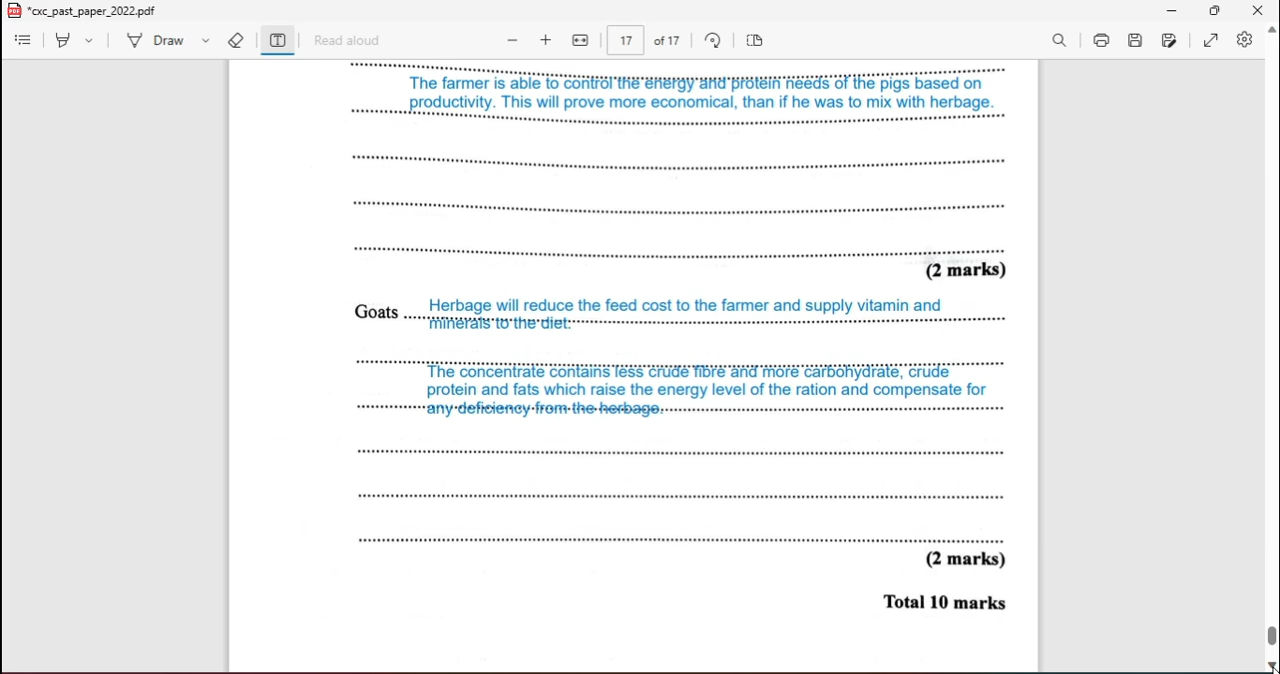 *cxc_past_paper_2022.pdf
Draw
Read aloud
17 of 17
The farmer is able to control the energy and protein needs of the pigs based on
productivity. This will prove more economical, than if he was to mix with herbage.
(2 marks)
Goats Herbage will reduce the feed cost to the farmer and supply vitamin and
minerals to the diet.
The concentrate contains less crude fibre and more carbohydrate, crude
protein and fats which raise the energy level of the ration and compensate for
any deficiency from the herbage.
(2 marks)
Total 10 marks